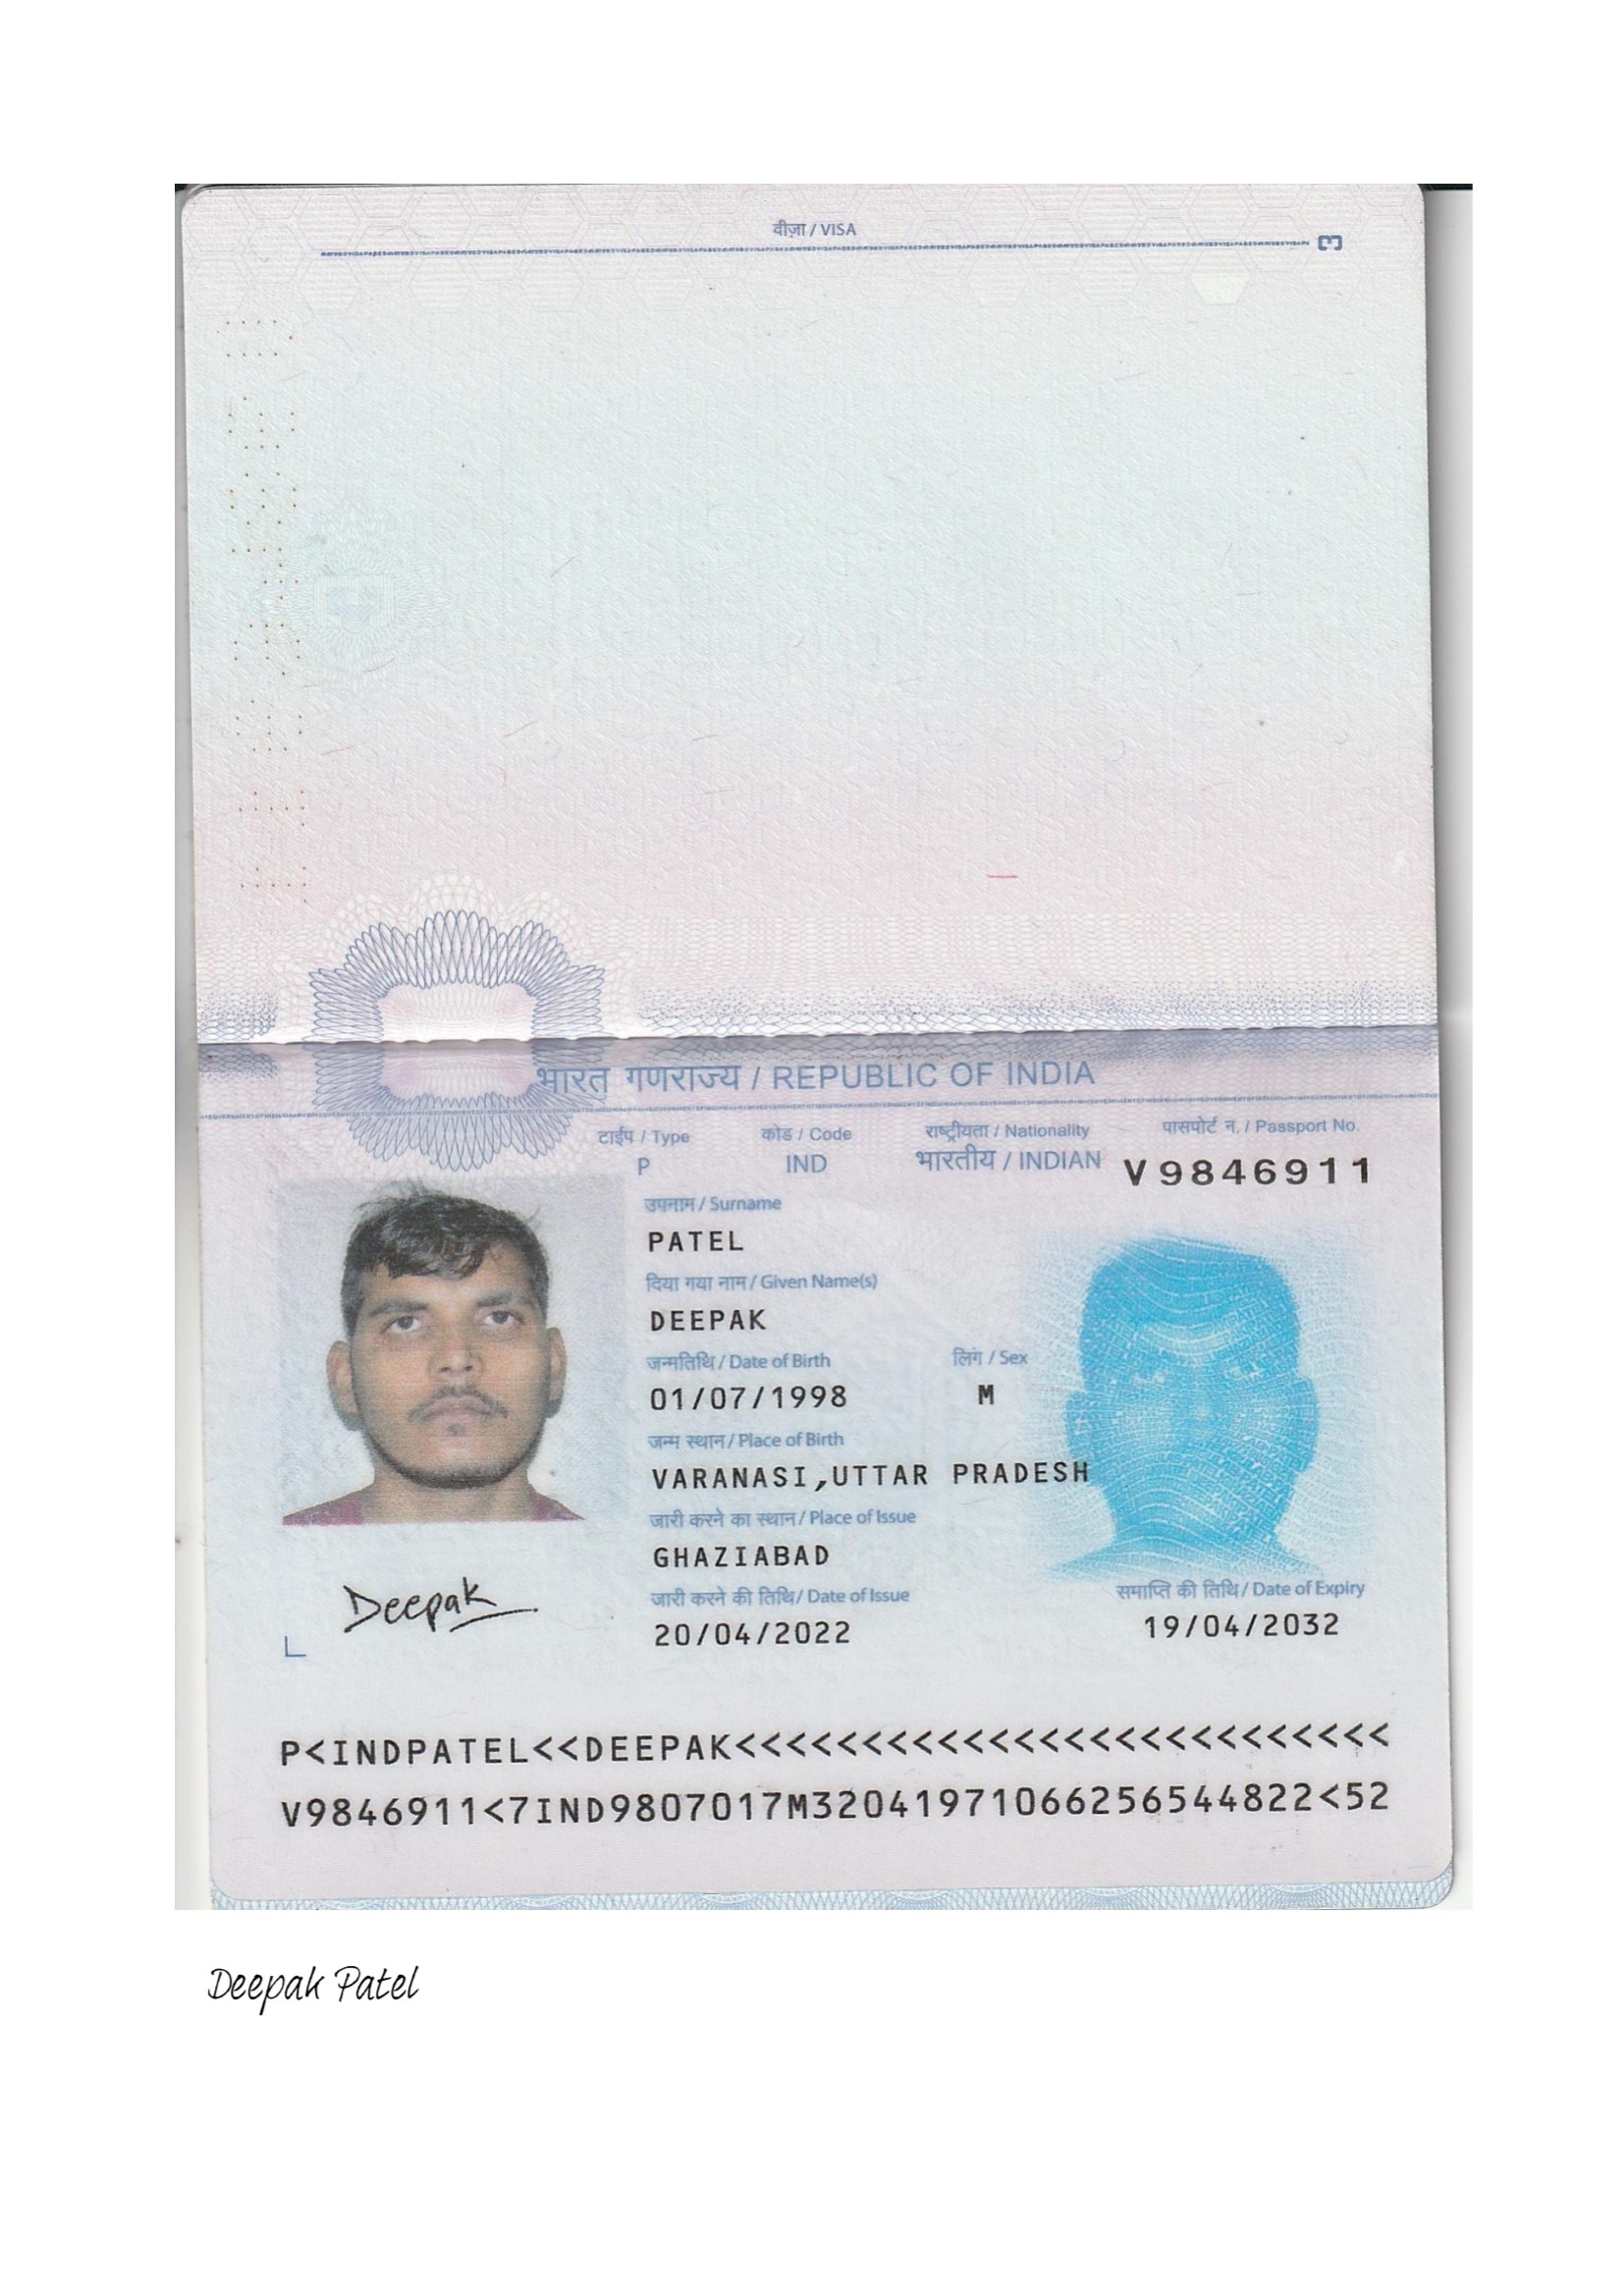 वीज़ा / VISA
3
भारत गणराज्य / REPUBLIC OF INDIA
टाईप / Type
कोड / Code
राष्ट्रीयता / Nationality
पासपोर्ट न. / Passport No.
P
IND
भारतीय / INDIAN
V9846911
उपनाम / Surname
PATEL
दिया गया नाम / Given Name(s)
DEEPAK
जन्मतिथि / Date of Birth
लिंग / Sex
01/07/1998
M
जन्म स्थान / Place of Birth
VARANASI,UTTAR PRADESH
जारी करने का स्थान / Place of Issue
GHAZIABAD
जारी करने की तिथि / Date of Issue
समाप्ति की तिथि / Date of Expiry
20/04/2022
19/04/2032
Deepak
P<INDPATEL<<DEEPAK<<<<<<<<<<<<<<<<<<<<<<<<<<
V9846911<7IND9807017M3204197106625654​4822<52
Deepak Patel